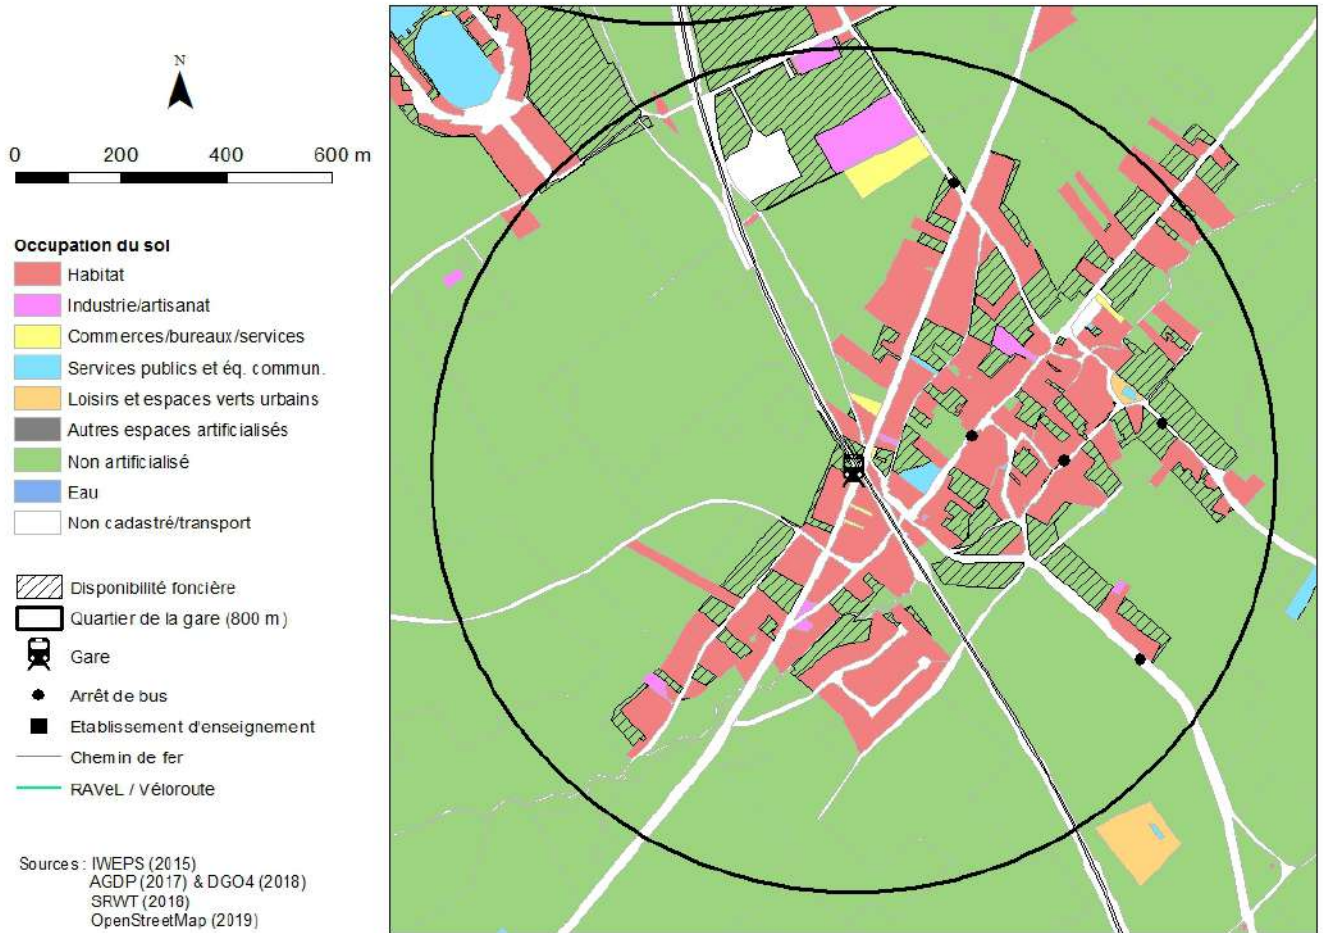 N
0 200 400 600 m
Occupation du sol
Habitat
Industrie/artisanat
Commerces/bureaux/services
Services publics et éq. commun.
Loisirs et espaces verts urbains
Autres espaces artificialisés
Non artificialisé
Eau
Non cadastré/transport
Disponibilité foncière
Quartier de la gare (800 m)
Gare
Arrêt de bus
Etablissement d'enseignement
Chemin de fer
RAVeL / Véloroute
Sources : IWEPS (2015)
AGDP (2017) & DGO4 (2018)
SRWT (2018)
OpenStreetMap (2019)